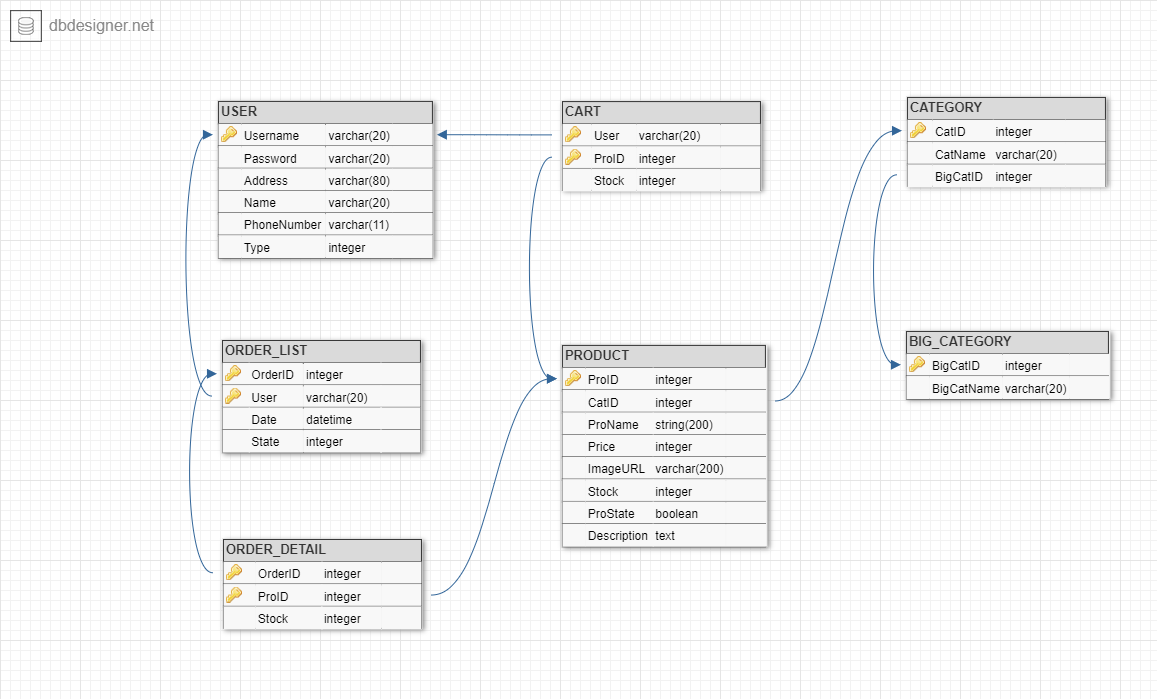 dbdesigner.net
USER
Username varchar(20)
Password varchar(20)
Address varchar(80)
Name varchar(20)
PhoneNumber varchar(11)
Type integer
CART
User varchar(20)
ProID integer
Stock integer
CATEGORY
CatID integer
CatName varchar(20)
BigCatID integer
ORDER_LIST
OrderID integer
User varchar(20)
Date datetime
State integer
PRODUCT
ProID integer
CatID integer
ProName string(200)
Price integer
ImageURL varchar(200)
Stock integer
ProState boolean
Description text
BIG_CATEGORY
BigCatID integer
BigCatName varchar(20)
ORDER_DETAIL
OrderID integer
ProID integer
Stock integer